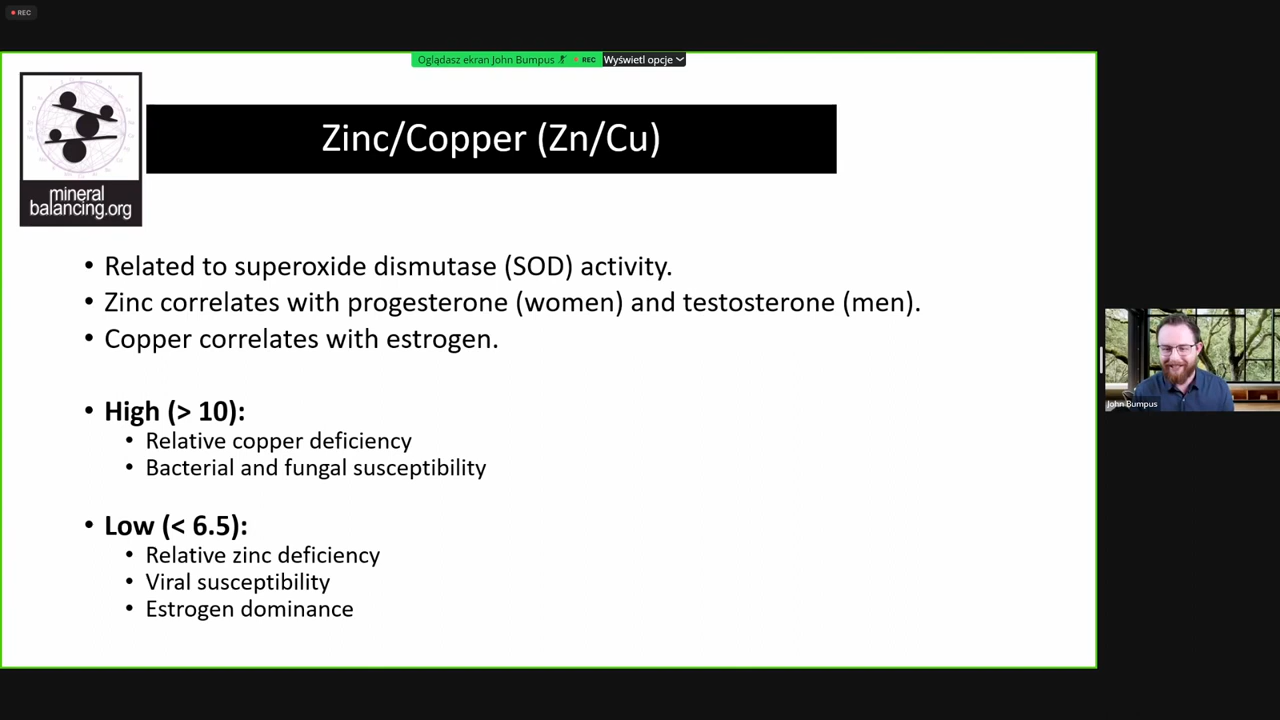 REC
Oglądasz ekran John Bumpus REC Wyświetl opcje
Zinc/Copper (Zn/Cu)
mineral
balancing.org
• Related to superoxide dismutase (SOD) activity.
• Zinc correlates with progesterone (women) and testosterone (men).
• Copper correlates with estrogen.
• High (> 10):
• Relative copper deficiency
• Bacterial and fungal susceptibility
• Low (< 6.5):
• Relative zinc deficiency
• Viral susceptibility
• Estrogen dominance
John Bumpus